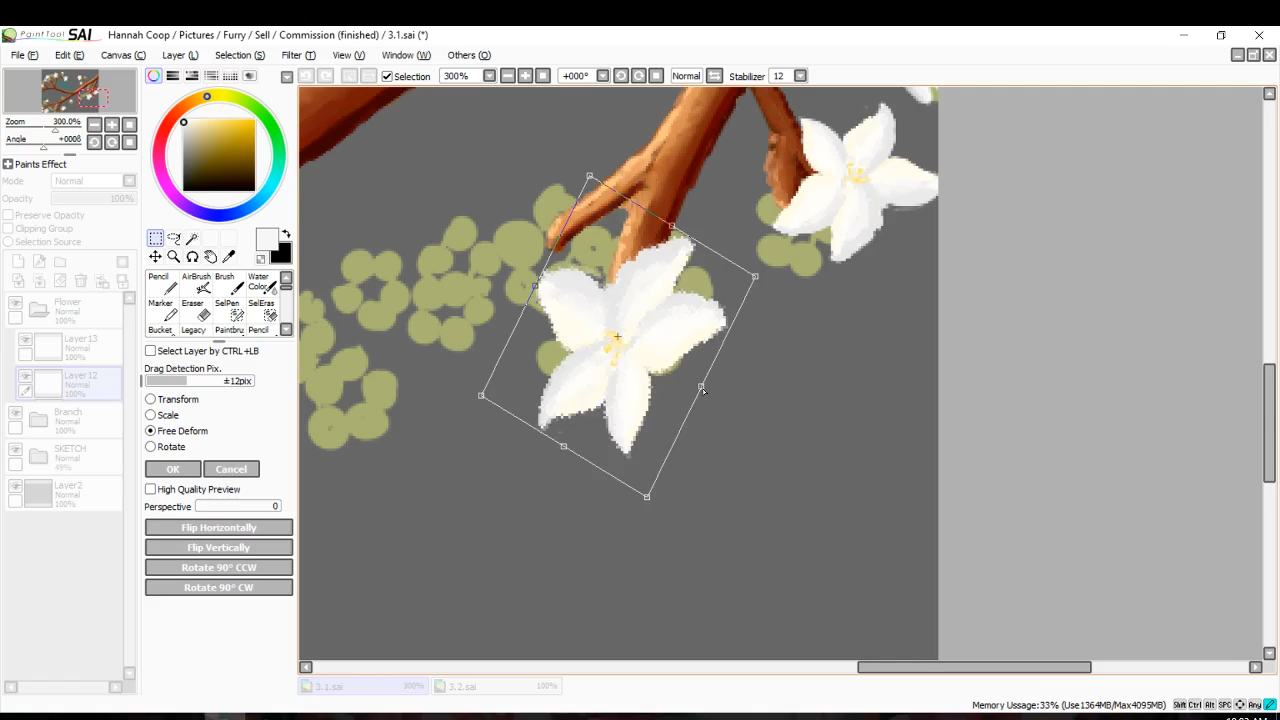 PaintTool SAI Hannah Coop / Pictures / Furry / Sell / Commission (finished) / 3.1.sai (*)
File (F) Edit (E) Canvas (C) Layer (L) Selection (S) Filter (T) View (V) Window (W) Others (O)
Selection 300% +000° Normal Stabilizer 12
Zoom 300.0%
Angle +000ß
Paints Effect
Mode Normal
Opacity 100%
Preserve Opacity
Clipping Group
Selection Source
Flower
Normal
100%
Layer13
Normal
100%
Layer12
Normal
100%
Branch
Normal
100%
SKETCH
Normal
49%
Layer2
Normal
100%
Pencil AirBrush Brush Water Color
Marker Eraser SelPen SelEras
Bucket Legacy Paintbru Pencil
Select Layer by CTRL+LB
Drag Detection Pix.
±12pix
Transform
Scale
Free Deform
Rotate
OK Cancel
High Quality Preview
Perspective 0
Flip Horizontally
Flip Vertically
Rotate 90° CCW
Rotate 90° CW
3.1.sai 300% 3.2.sai 100%
Memory Usage:33% (Use1364MB/Max4095MB) Shift Ctrl Alt SPC Any